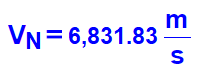 V_N = 6,831.83 m/s